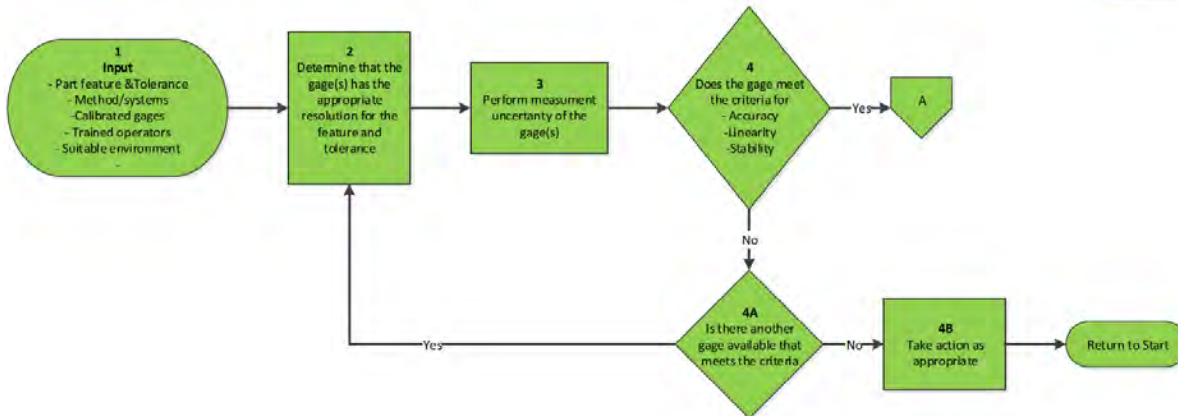 1
Input
- Part feature &Tolerance
- Method/systems
-Calibrated gages
- Trained operators
- Suitable environment
-
2
Determine that the
gage(s) has the
appropriate
resolution for the
feature and
tolerance
3
Perform measument
uncertanty of the
gage(s)
4
Does the gage meet
the criteria for
- Accuracy
-Linearity
-Stability
Yes
A
No
4A
Is there another
gage available that
meets the criteria
Yes
No
4B
Take action as
appropriate
Return to Start